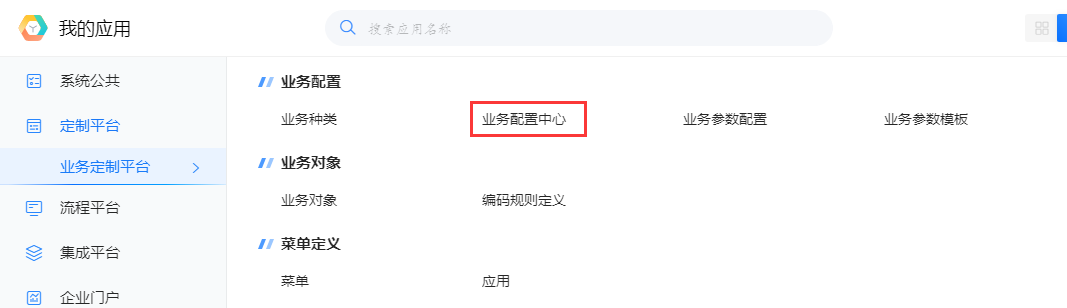 我的应用
搜索应用名称
系统公共
定制平台
业务定制平台
流程平台
集成平台
企业门户
业务配置
业务种类 业务配置中心 业务参数配置 业务参数模板
业务对象
业务对象 编码规则定义
菜单定义
菜单 应用